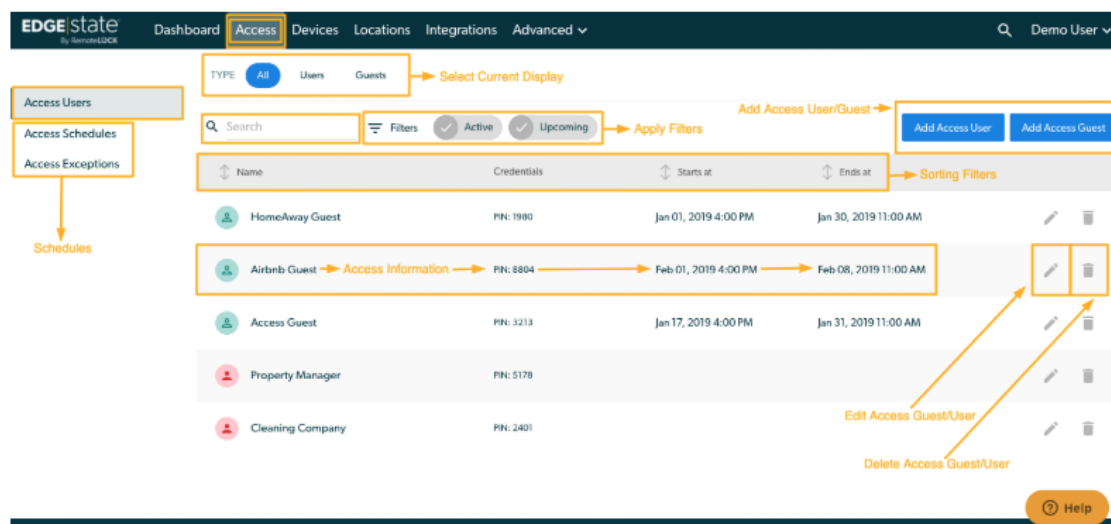 EDGE|state Dashboard Access Devices Locations Integrations Advanced Demo User
By RemoteLOCK
TYPE All Users Guests Select Current Display
Access Users
Add Access User/Guest
Access Schedules
Search Filters Active Upcoming Apply Filters Add Access User Add Access Guest
Access Exceptions
Name Credentials Starts at Ends at Sorting Filters
HomeAway Guest PIN: 1980 Jan 01, 2019 4:00 PM Jan 30, 2019 11:00 AM
Schedules
Airbnb Guest Access Information PIN: 8804 Feb 01, 2019 4:00 PM Feb 08, 2019 11:00 AM
Access Guest PIN: 3213 Jan 17, 2019 4:00 PM Jan 31, 2019 11:00 AM
Property Manager PIN: 5178
Edit Access Guest/User
Cleaning Company PIN: 2401
Delete Access Guest/User
Help